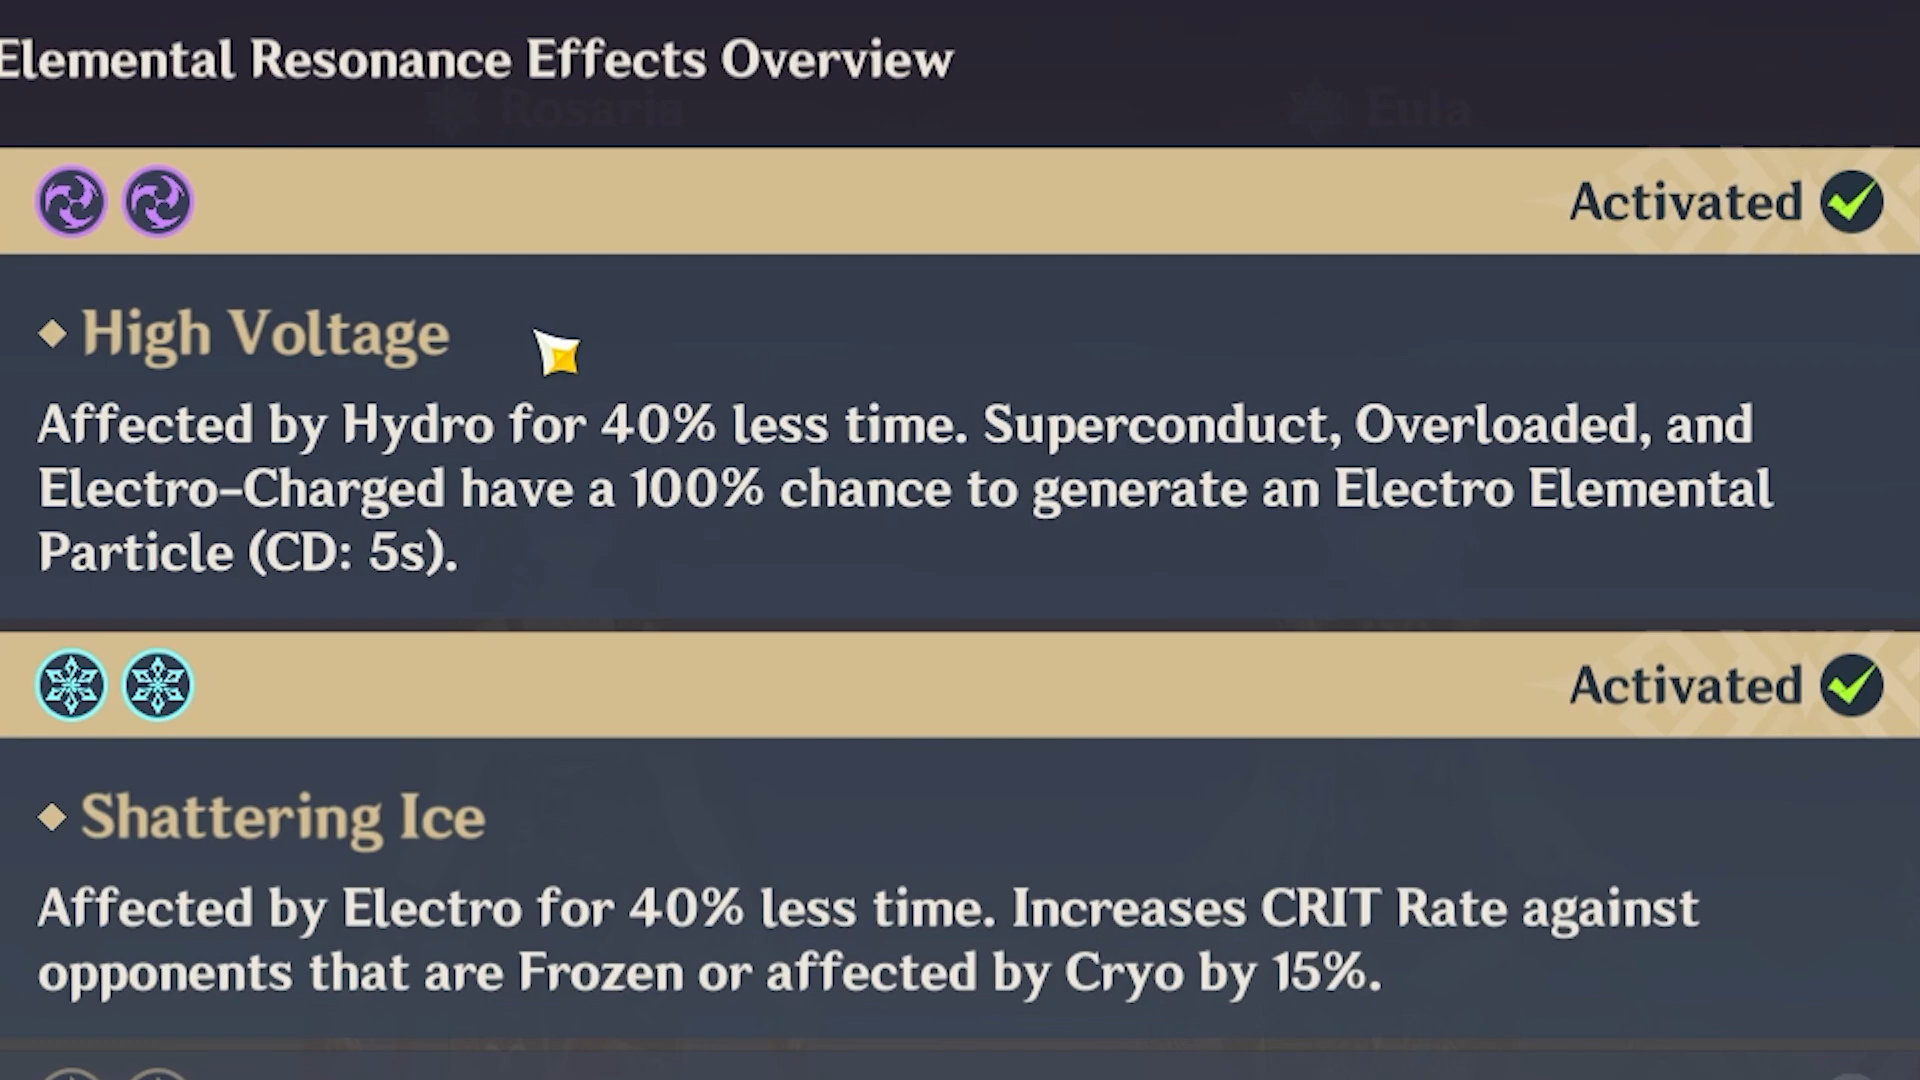 Elemental Resonance Effects Overview
Rosaria
Eula
Activated
High Voltage
Affected by Hydro for 40% less time. Superconduct, Overloaded, and
Electro-Charged have a 100% chance to generate an Electro Elemental
Particle (CD: 5s).
Activated
Shattering Ice
Affected by Electro for 40% less time. Increases CRIT Rate against
opponents that are Frozen or affected by Cryo by 15%.